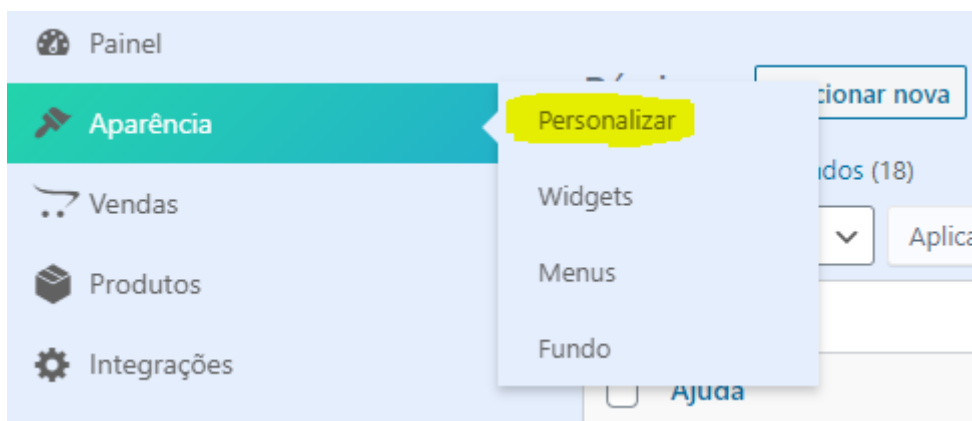 Painel
Aparência
Vendas
Produtos
Integrações
Personalizar
Widgets
Menus
Fundo
cionar nova
dos (18)
Aplica
Ajuda